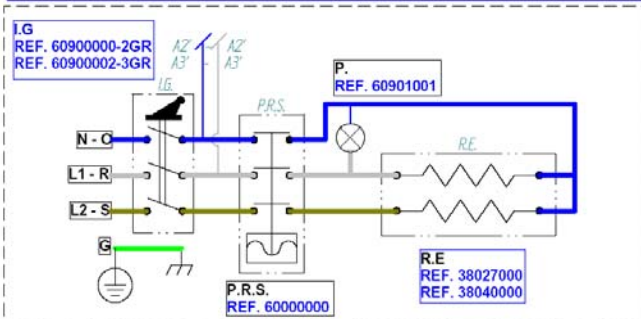 I.G
REF. 60900000-2GR
REF. 60900002-3GR
A2' A2'
A3' A3'
I.G.
P.R.S.
P.
REF. 60901001
R.E.
N - O
L1 - R
L2 - S
G
P.R.S.
REF. 60000000
R.E
REF. 38027000
REF. 38040000